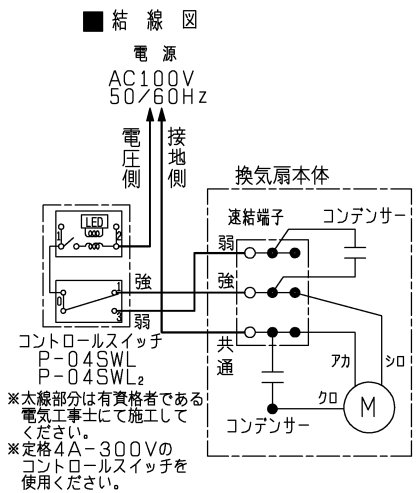 ■ 結線図
電源
AC100V
50/60Hz
電圧側
接地側
換気扇本体
LED
1
2
速結端子
コンデンサー
弱
強
0
1
3
強
弱
共通
コントロールスイッチ
P-04SWL
P-04SWL₂
アカ
シロ
クロ
M
コンデンサー
※太線部分は有資格者である
電気工事士にて施工して
ください。
※定格4A-300Vの
コントロールスイッチを
使用ください。